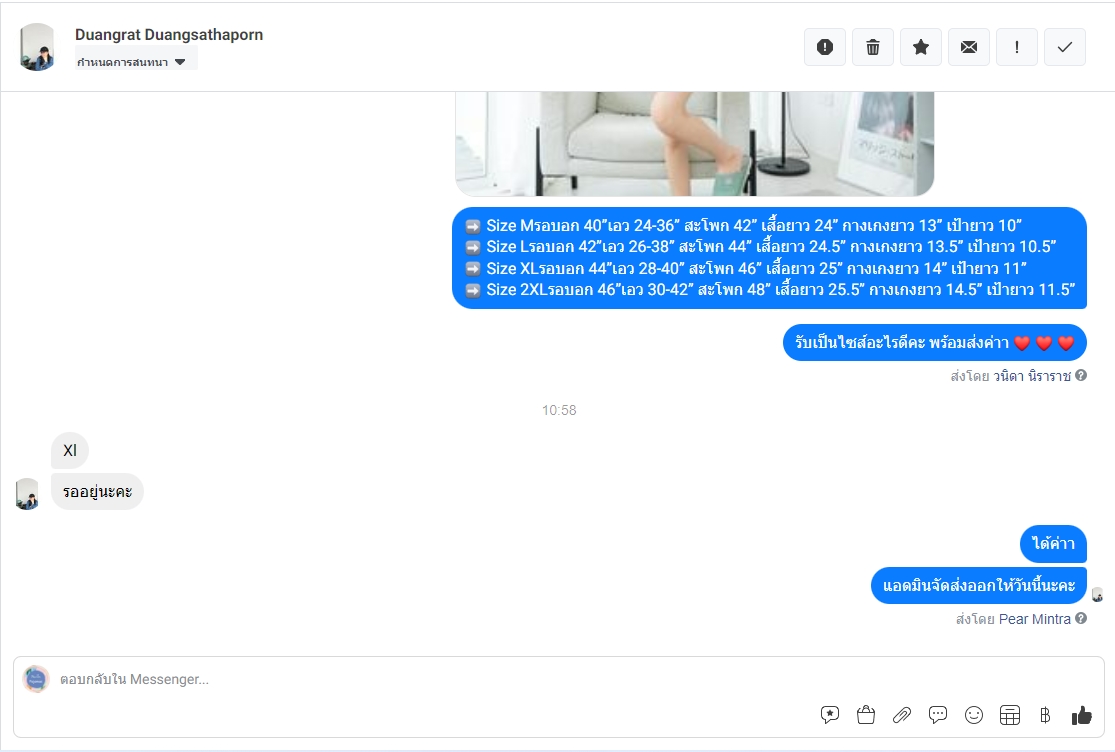 Duangrat Duangsathaporn
กำหนดการสนทนา
マリッジ・ストー
➡ Size Mรอบอก 40”เอว 24-36” สะโพก 42” เสื้อยาว 24” กางเกงยาว 13” เป้ายาว 10”
➡ Size Lรอบอก 42”เอว 26-38” สะโพก 44” เสื้อยาว 24.5” กางเกงยาว 13.5” เป้ายาว 10.5”
➡ Size XLรอบอก 44”เอว 28-40” สะโพก 46” เสื้อยาว 25” กางเกงยาว 14” เป้ายาว 11”
➡ Size 2XLรอบอก 46”เอว 30-42” สะโพก 48” เสื้อยาว 25.5” กางเกงยาว 14.5” เป้ายาว 11.5”
รับเป็นไซส์อะไรดีคะ พร้อมส่งค่าา ❤️ ❤️ ❤️
ส่งโดย วนิดา นิราราช
10:58
Xl
รออยู่นะคะ
ได้ค่าา
แอดมินจัดส่งออกให้วันนี้นะคะ
ส่งโดย Pear Mintra
ตอบกลับใน Messenger...